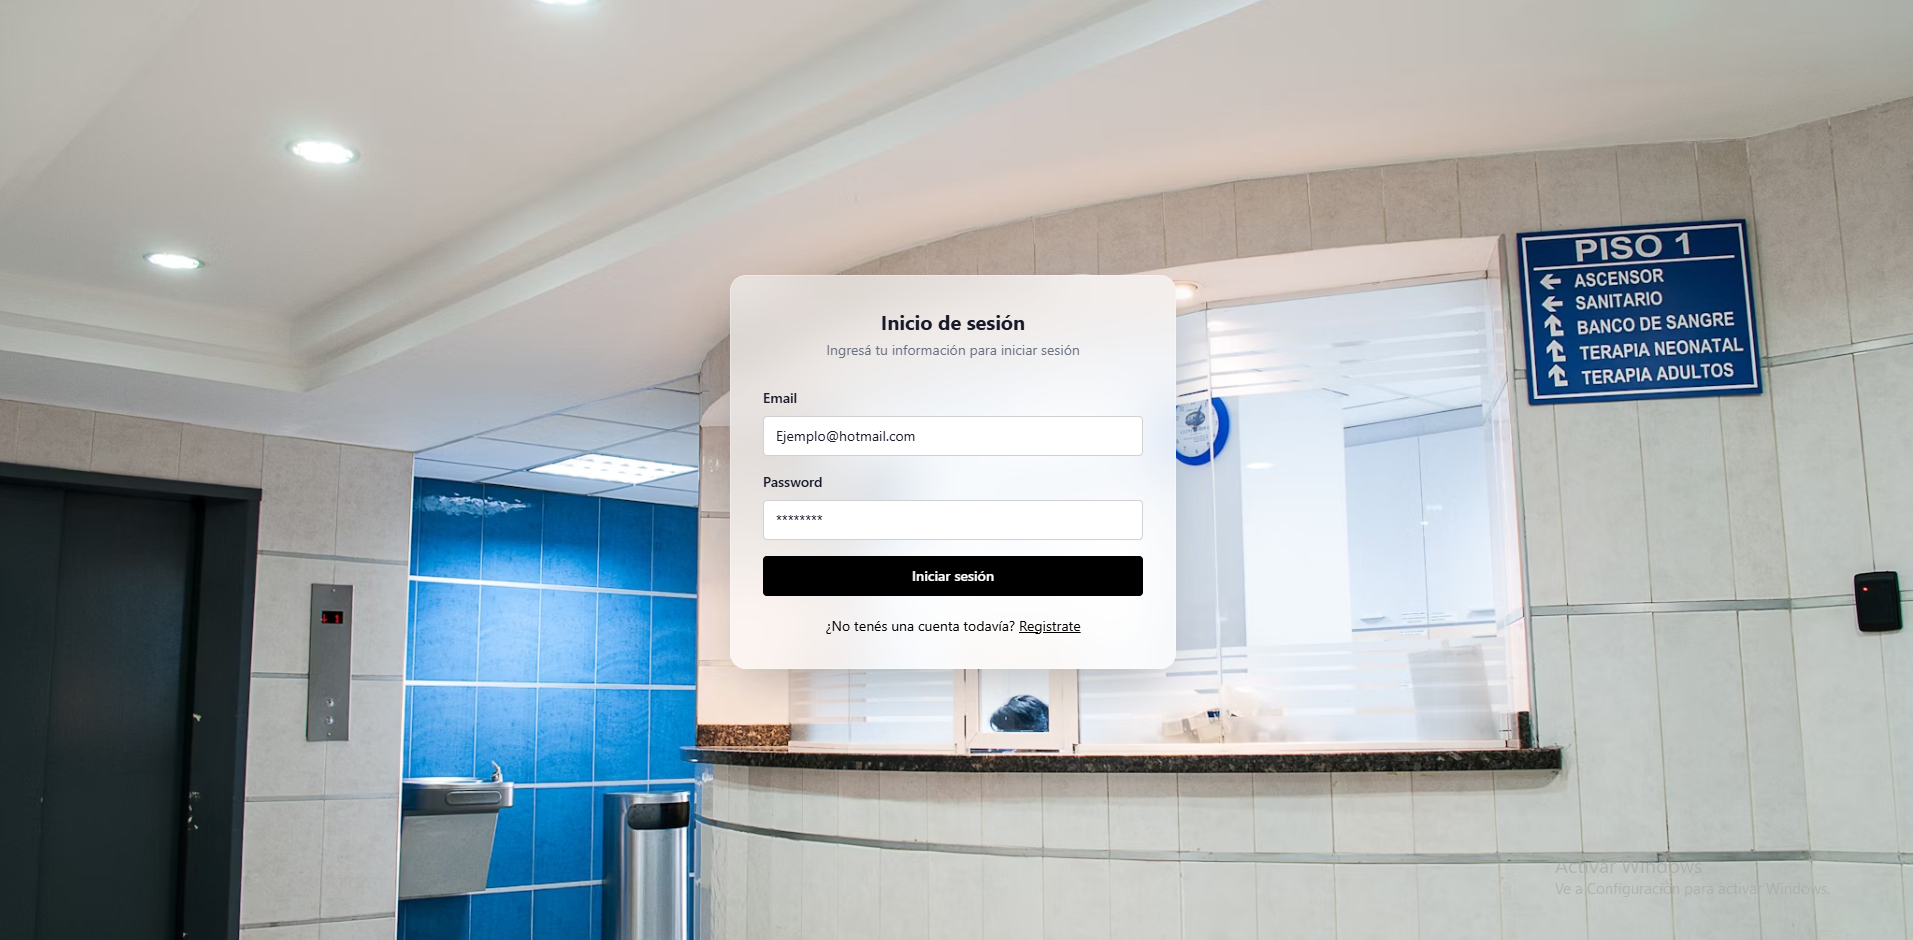 PISO 1
ASCENSOR
SANITARIO
BANCO DE SANGRE
TERAPIA NEONATAL
TERAPIA ADULTOS
Inicio de sesión
Ingresá tu información para iniciar sesión
Email
Ejemplo@hotmail.com
Password
********
Iniciar sesión
¿No tenés una cuenta todavía? Registrate
1
Activar Windows
Ve a Configuración para activar Windows.